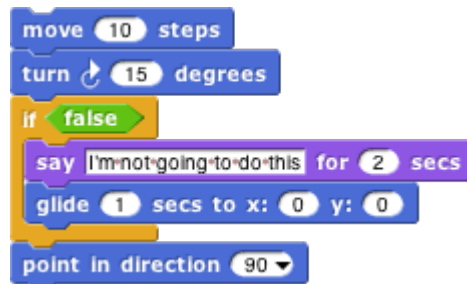 move 10 steps
turn 15 degrees
if false
say I'm not going to do this for 2 secs
glide 1 secs to x: 0 y: 0
point in direction 90